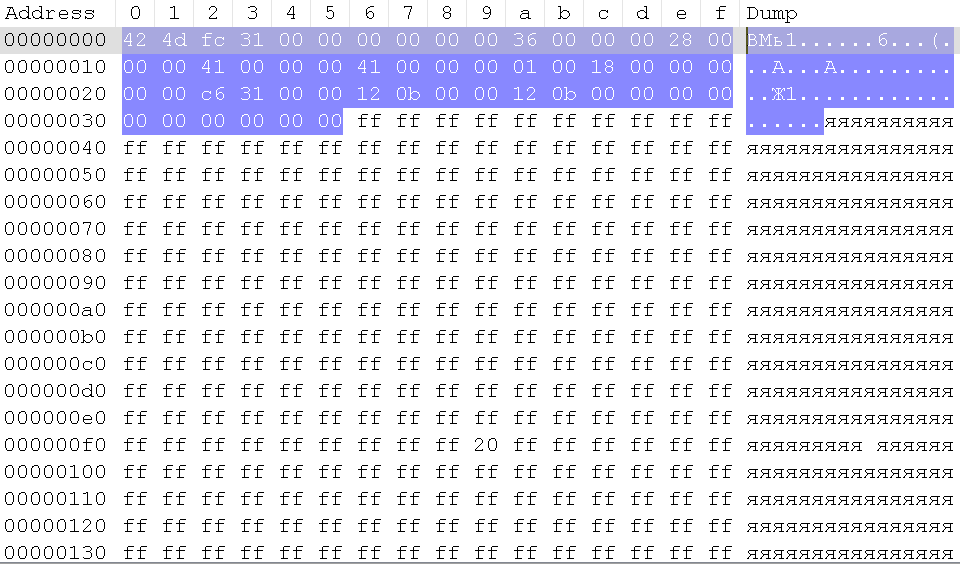 Address 0 1 2 3 4 5 6 7 8 9 a b c d e f Dump
00000000 42 4d fc 31 00 00 00 00 00 00 36 00 00 00 28 00 BMь1......6...(.
00000010 00 00 41 00 00 00 41 00 00 00 01 00 18 00 00 00 ..A...A.........
00000020 00 00 c6 31 00 00 12 0b 00 00 12 0b 00 00 00 00 ..Ж1............
00000030 00 00 00 00 00 00 ff ff ff ff ff ff ff ff ff ff ......яяяяяяяяяя
00000040 ff ff ff ff ff ff ff ff ff ff ff ff ff ff ff ff яяяяяяяяяяяяяяяя
00000050 ff ff ff ff ff ff ff ff ff ff ff ff ff ff ff ff яяяяяяяяяяяяяяяя
00000060 ff ff ff ff ff ff ff ff ff ff ff ff ff ff ff ff яяяяяяяяяяяяяяяя
00000070 ff ff ff ff ff ff ff ff ff ff ff ff ff ff ff ff яяяяяяяяяяяяяяяя
00000080 ff ff ff ff ff ff ff ff ff ff ff ff ff ff ff ff яяяяяяяяяяяяяяяя
00000090 ff ff ff ff ff ff ff ff ff ff ff ff ff ff ff ff яяяяяяяяяяяяяяяя
000000a0 ff ff ff ff ff ff ff ff ff ff ff ff ff ff ff ff яяяяяяяяяяяяяяяя
000000b0 ff ff ff ff ff ff ff ff ff ff ff ff ff ff ff ff яяяяяяяяяяяяяяяя
000000c0 ff ff ff ff ff ff ff ff ff ff ff ff ff ff ff ff яяяяяяяяяяяяяяяя
000000d0 ff ff ff ff ff ff ff ff ff ff ff ff ff ff ff ff яяяяяяяяяяяяяяяя
000000e0 ff ff ff ff ff ff ff ff ff ff ff ff ff ff ff ff яяяяяяяяяяяяяяяя
000000f0 ff ff ff ff ff ff ff ff ff 20 ff ff ff ff ff ff яяяяяяяяя яяяяяя
00000100 ff ff ff ff ff ff ff ff ff ff ff ff ff ff ff ff яяяяяяяяяяяяяяяя
00000110 ff ff ff ff ff ff ff ff ff ff ff ff ff ff ff ff яяяяяяяяяяяяяяяя
00000120 ff ff ff ff ff ff ff ff ff ff ff ff ff ff ff ff яяяяяяяяяяяяяяяя
00000130 ff ff ff ff ff ff ff ff ff ff ff ff ff ff ff ff яяяяяяяяяяяяяяяя